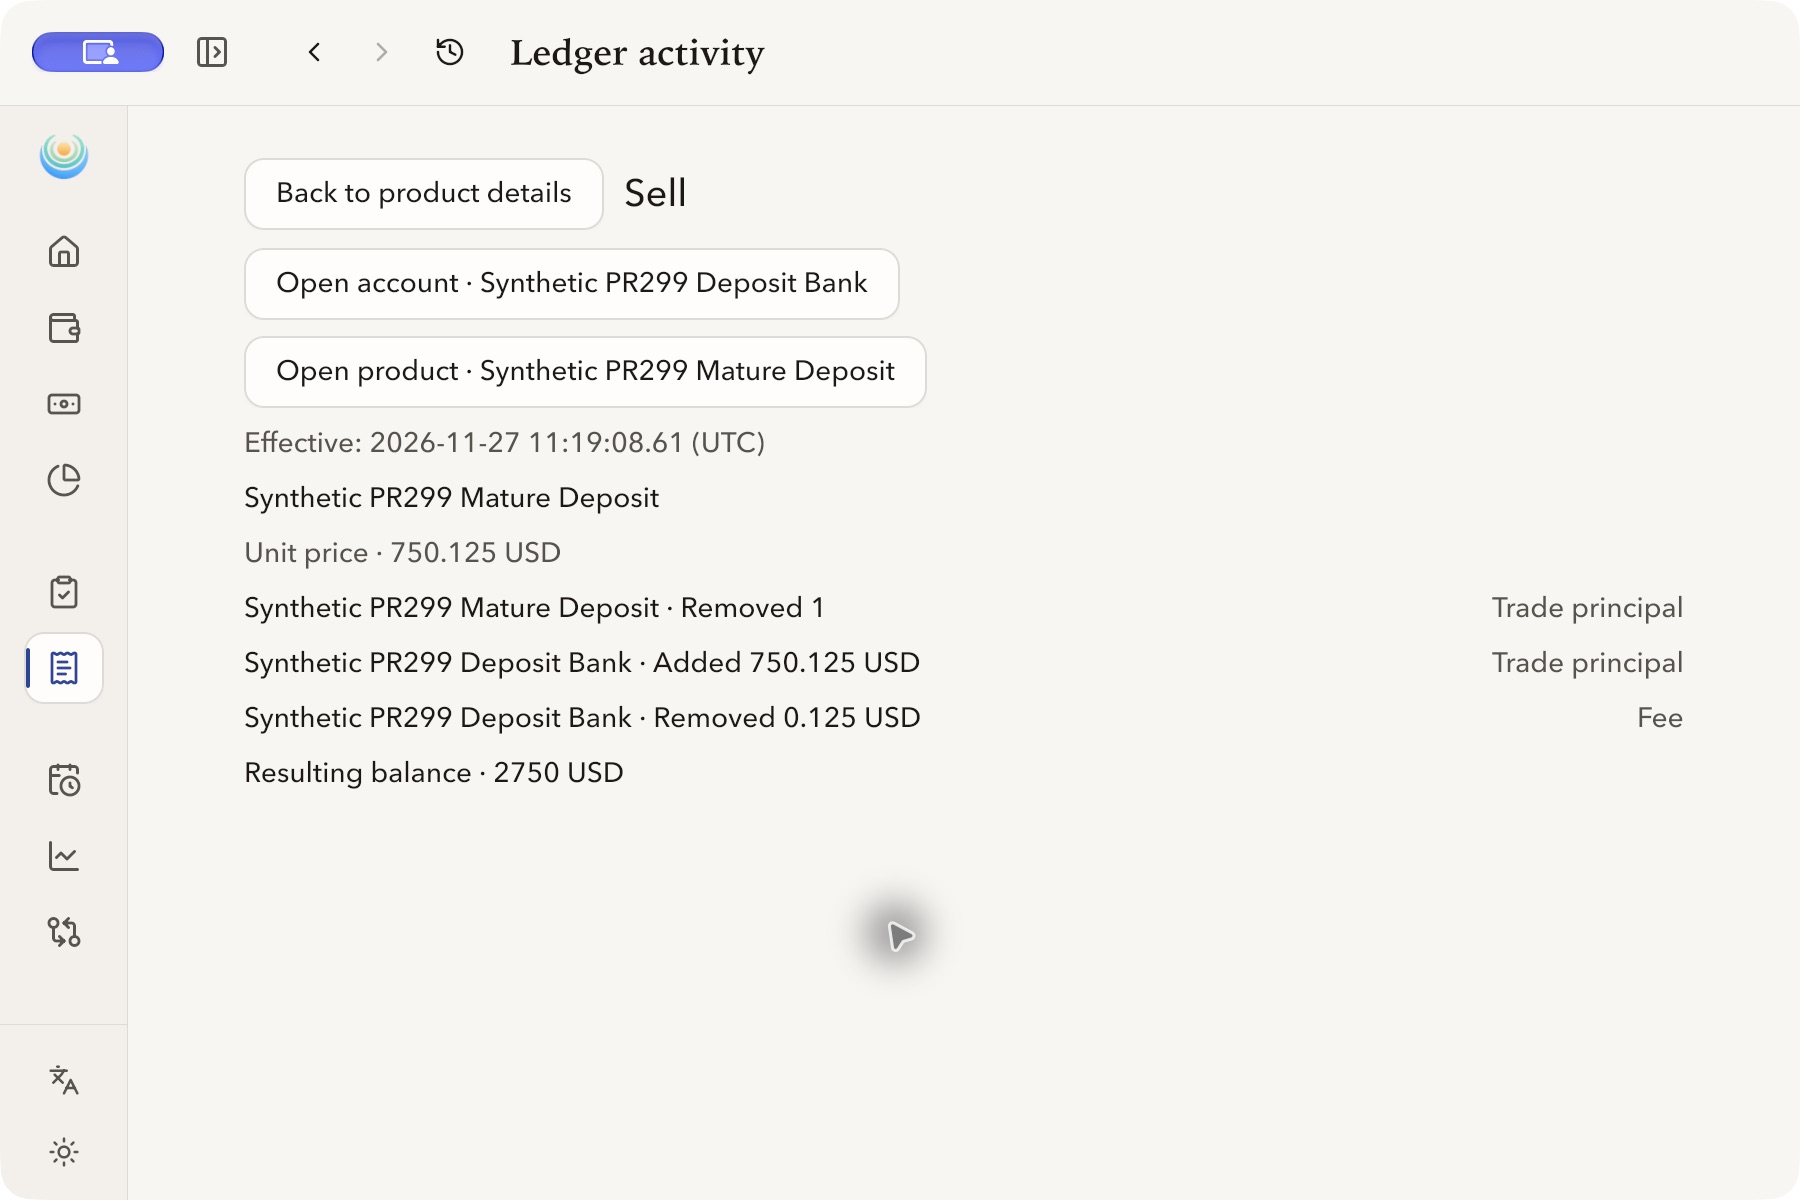 Ledger activity
Back to product details
Sell
Open account · Synthetic PR299 Deposit Bank
Open product · Synthetic PR299 Mature Deposit
Effective: 2026-11-27 11:19:08.61 (UTC)
Synthetic PR299 Mature Deposit
Unit price · 750.125 USD
Synthetic PR299 Mature Deposit · Removed 1 Trade principal
Synthetic PR299 Deposit Bank · Added 750.125 USD Trade principal
Synthetic PR299 Deposit Bank · Removed 0.125 USD Fee
Resulting balance · 2750 USD